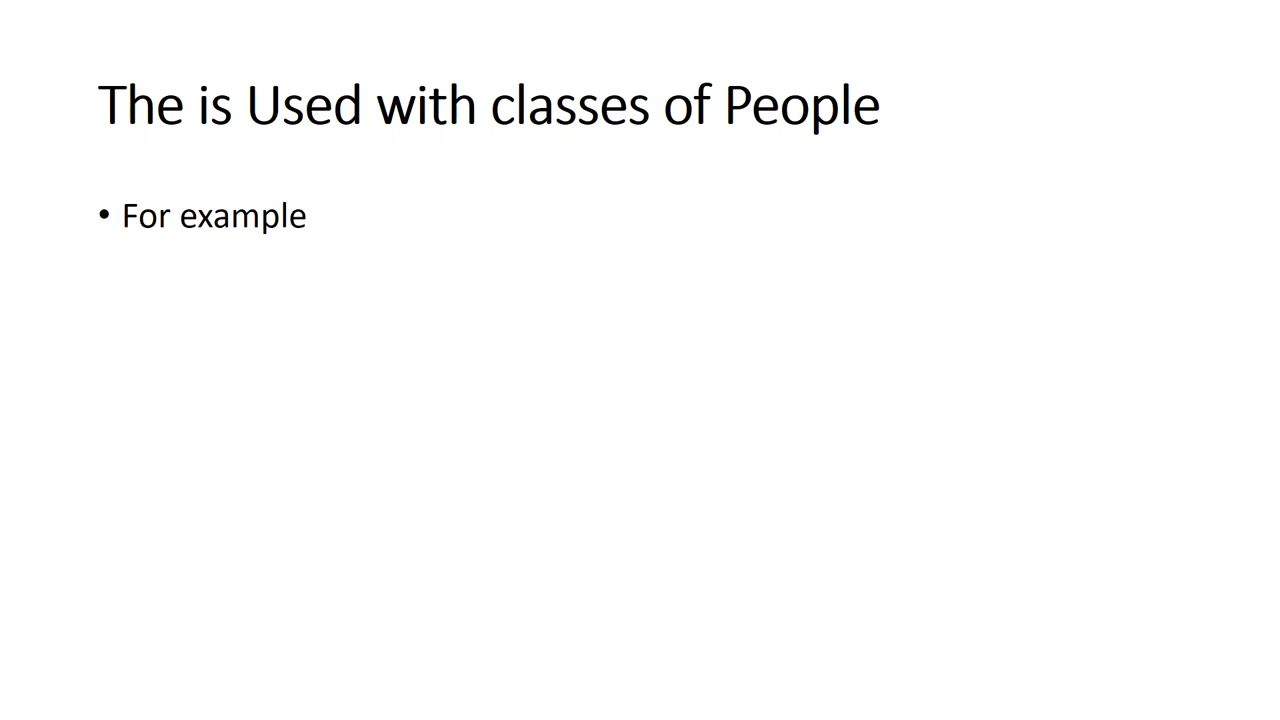 The is Used with classes of People
• For example